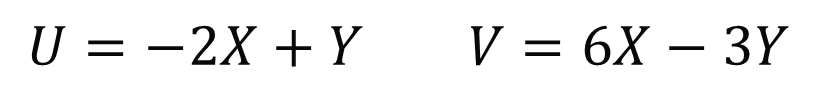 U = −2X + Y V = 6X − 3Y